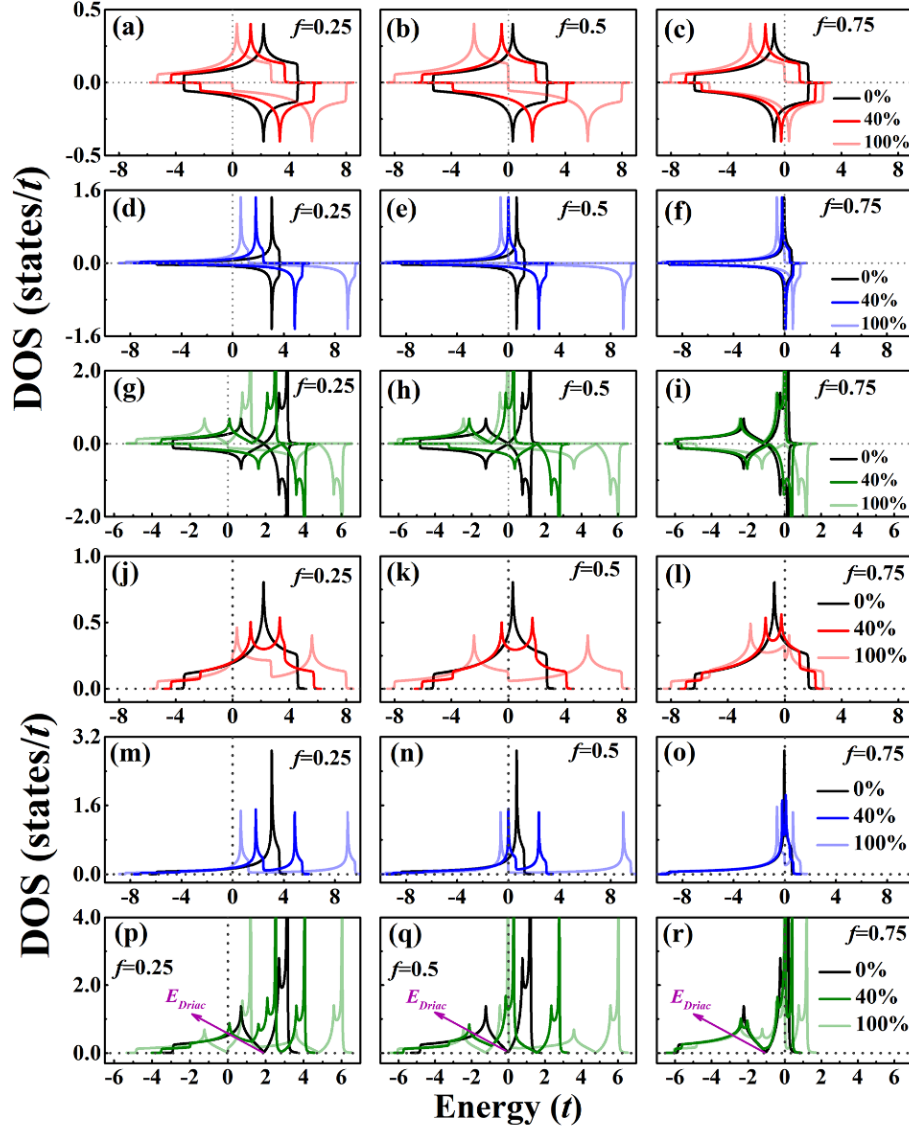 DOS (states/t)
(a) f=0.25
(b) f=0.5
(c) f=0.75
0%
40%
100%
0.5
0.0
-0.5
-8 -4 0 4 8
-8 -4 0 4 8
-8 -4 0 4 8
(d) f=0.25
(e) f=0.5
(f) f=0.75
0%
40%
100%
1.6
0.0
-1.6
-8 -4 0 4 8
-8 -4 0 4 8
-8 -4 0 4 8
(g) f=0.25
(h) f=0.5
(i) f=0.75
0%
40%
100%
2.0
0.0
-2.0
-6 -4 -2 0 2 4 6
-6 -4 -2 0 2 4 6
-6 -4 -2 0 2 4 6
DOS (states/t)
(j) f=0.25
(k) f=0.5
(l) f=0.75
0%
40%
100%
1.0
0.5
0.0
-8 -4 0 4 8
-8 -4 0 4 8
-8 -4 0 4 8
(m) f=0.25
(n) f=0.5
(o) f=0.75
0%
40%
100%
3.2
1.6
0.0
-8 -4 0 4 8
-8 -4 0 4 8
-8 -4 0 4 8
(p) f=0.25
E_Driac
(q) f=0.5
E_Driac
(r) f=0.75
E_Driac
0%
40%
100%
4.0
2.0
0.0
-6 -4 -2 0 2 4 6
-6 -4 -2 0 2 4 6
-6 -4 -2 0 2 4 6
Energy (t)